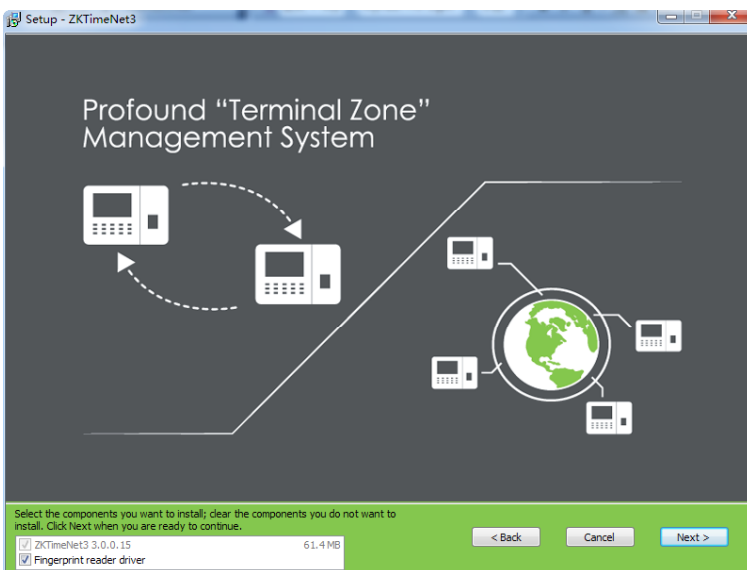 Setup - ZKTimeNet3
Profound “Terminal Zone”
Management System
Select the components you want to install; clear the components you do not want to
install. Click Next when you are ready to continue.
ZKTimeNet3 3.0.0.15 61.4 MB
Fingerprint reader driver
< Back Cancel Next >